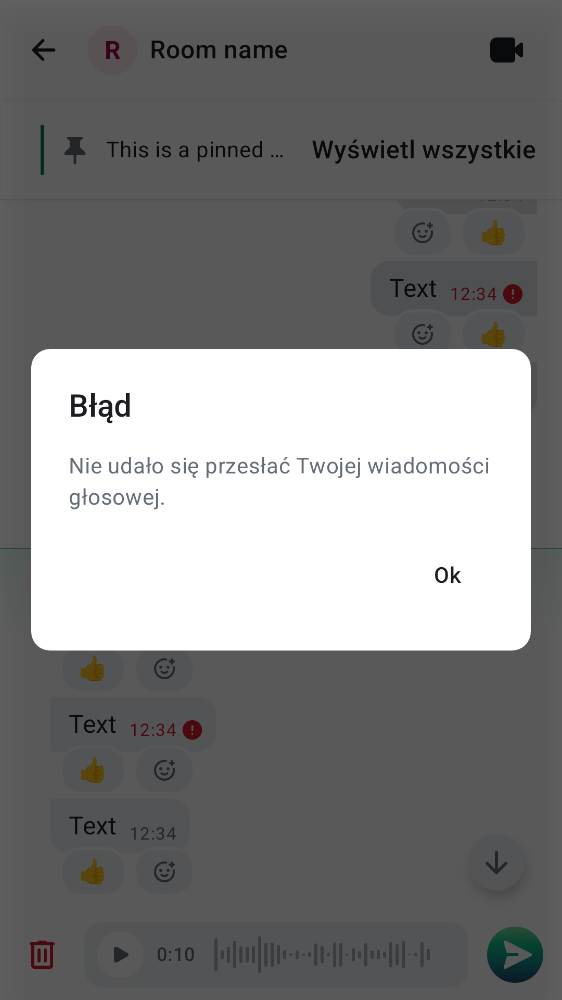 R Room name
This is a pinned … Wyświetl wszystkie
Text 12:34
Błąd
Nie udało się przesłać Twojej wiadomości
głosowej.
Ok
Text 12:34
Text 12:34
0:10